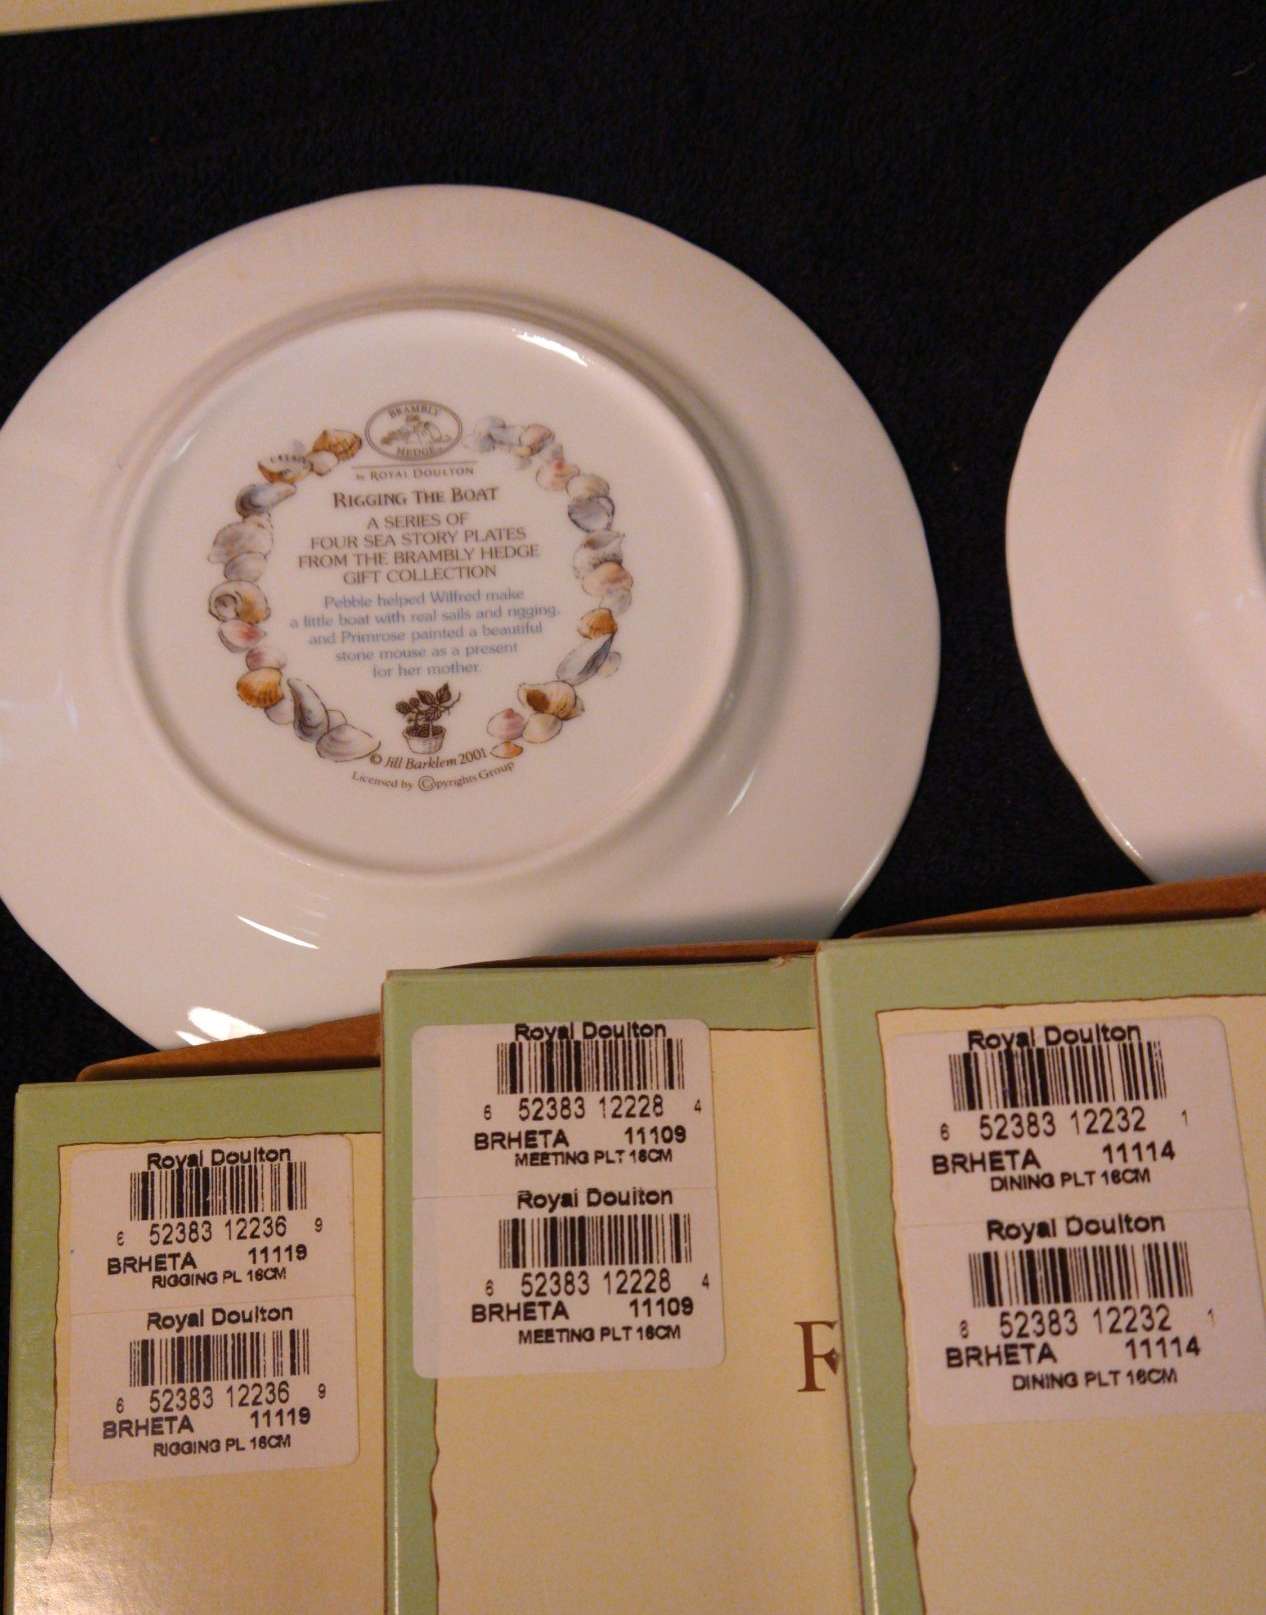 BRAMBLY
HEDGE
by ROYAL DOULTON
RIGGING THE BOAT
A SERIES OF
FOUR SEA STORY PLATES
FROM THE BRAMBLY HEDGE
GIFT COLLECTION
Pebble helped Wilfred make
a little boat with real sails and rigging,
and Primrose painted a beautiful
stone mouse as a present
for her mother.
© Jill Barklem 2001
Licensed by ©opyrights Group
Royal Doulton
6 52383 12236 9
BRHETA 11119
RIGGING PL 16CM
Royal Doulton
6 52383 12236 9
BRHETA 11119
RIGGING PL 16CM
Royal Doulton
6 52383 12228 4
BRHETA 11109
MEETING PLT 16CM
Royal Doulton
6 52383 12228 4
BRHETA 11109
MEETING PLT 16CM
F
Royal Doulton
6 52383 12232 1
BRHETA 11114
DINING PLT 16CM
Royal Doulton
6 52383 12232 1
BRHETA 11114
DINING PLT 16CM